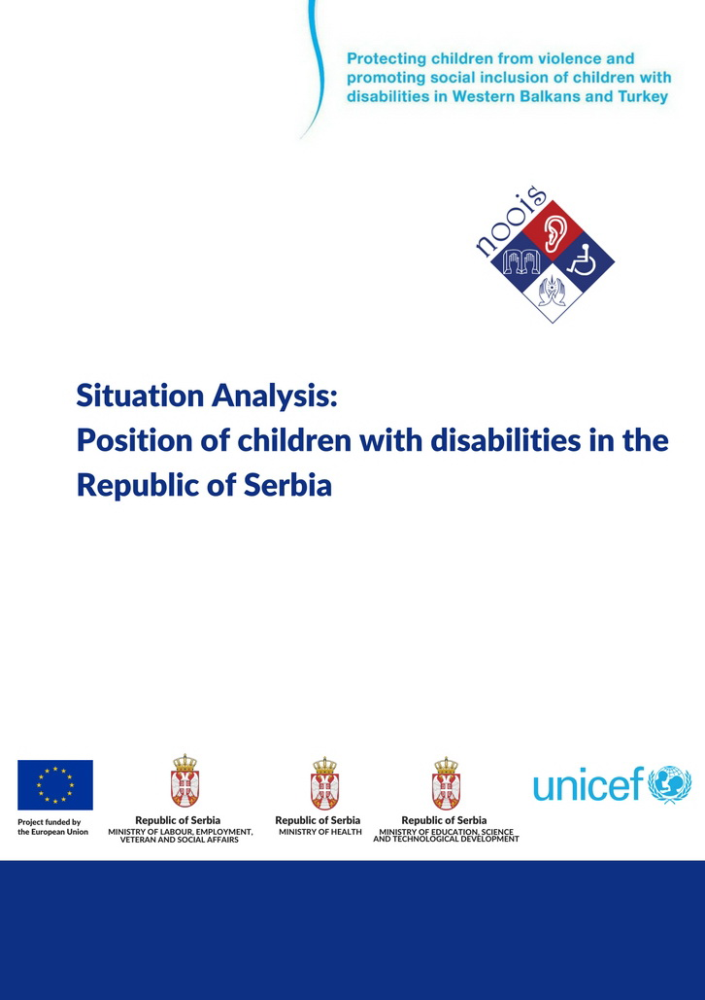 Protecting children from violence and
promoting social inclusion of children with
disabilities in Western Balkans and Turkey
noois
Situation Analysis:
Position of children with disabilities in the
Republic of Serbia
Project funded by
the European Union
Republic of Serbia
MINISTRY OF LABOUR, EMPLOYMENT,
VETERAN AND SOCIAL AFFAIRS
Republic of Serbia
MINISTRY OF HEALTH
Republic of Serbia
MINISTRY OF EDUCATION, SCIENCE
AND TECHNOLOGICAL DEVELOPMENT
unicef